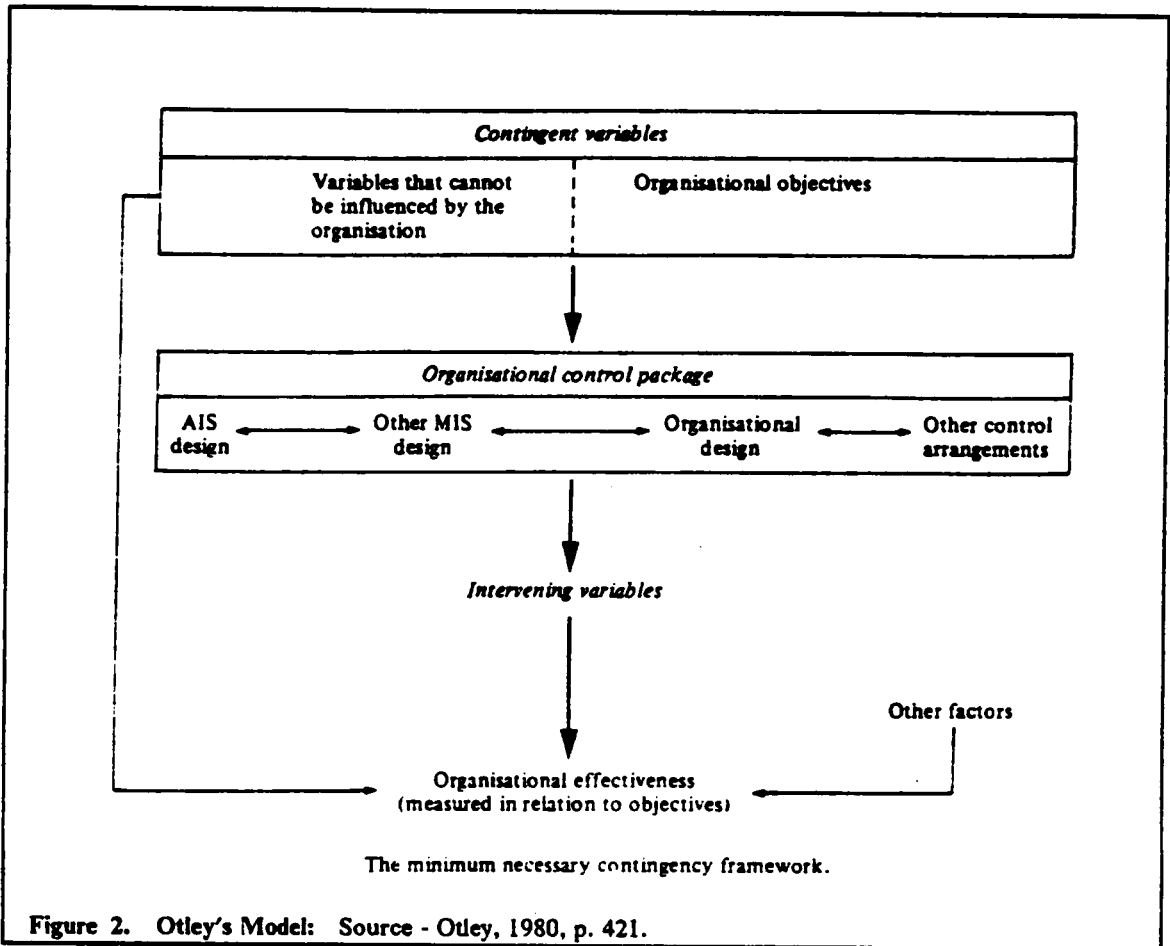 Contingent variables
Variables that cannot
be influenced by the
organisation
Organisational objectives
Organisational control package
AIS
design
Other MIS
design
Organisational
design
Other control
arrangements
Intervening variables
Other factors
Organisational effectiveness
(measured in relation to objectives)
The minimum necessary contingency framework.
Figure 2. Otley's Model: Source - Otley, 1980, p. 421.